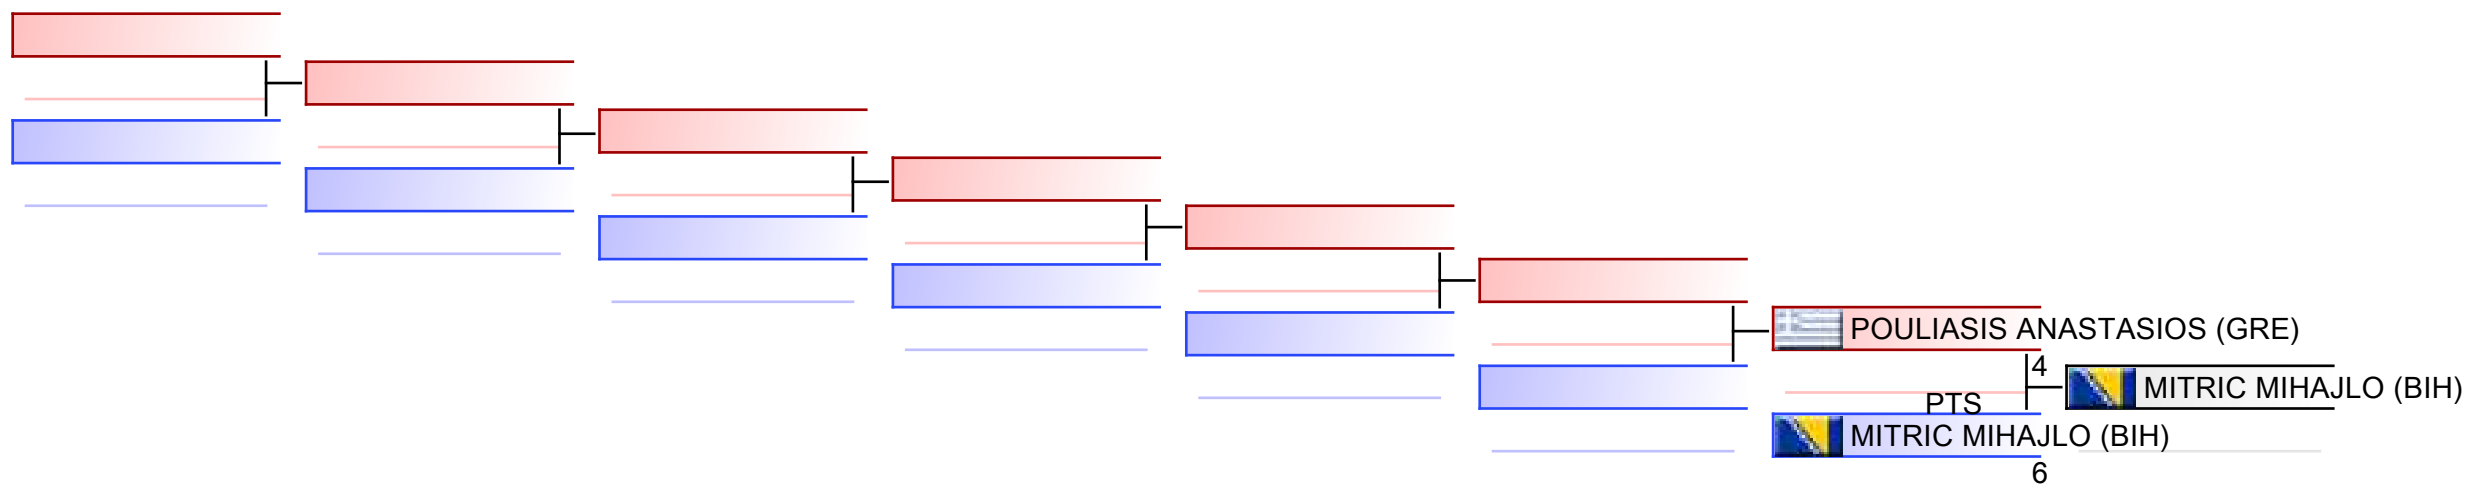 POULIASIS ANASTASIOS (GRE)
4
MITRIC MIHAJLO (BIH)
PTS
MITRIC MIHAJLO (BIH)
6